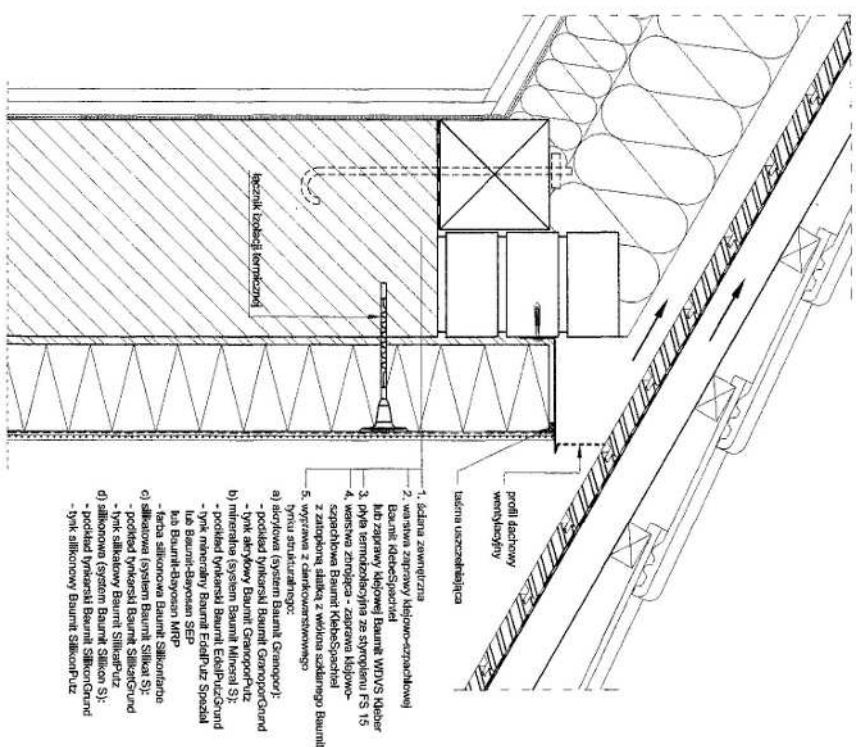 profil dachowy
wentylacyjny
taśma uszczelniająca
łącznik izolacji termicznej
1. ściana zewnętrzna
2. warstwa zaprawy klejowo-szpachlowej
Baumit KlebeSpachtel
lub zaprawy klejowej Baumit WDVS Kleber
3. płyta termoizolacyjna ze styropianu FS 15
4. warstwa zbrojąca - zaprawa klejowo-
szpachlowa Baumit KlebeSpachtel
z zatopioną siatką z włókna szklanego Baumit
5. wyprawa z cienkowarstwowego
tynku strukturalnego:
a) akrylowa (system Baumit Granopor):
- podkład tynkarski Baumit GranoporGrund
- tynk akrylowy Baumit GranoporPutz
b) mineralna (system Baumit Mineral S):
- podkład tynkarski Baumit EdelPutzGrund
- tynk mineralny Baumit EdelPutz Spezial
lub Baumit-Bayosan SEP
lub Baumit-Bayosan MRP
- farba silikonowa Baumit Silikonfarbe
c) silikatowa (system Baumit Silikat S):
- podkład tynkarski Baumit SilikatGrund
- tynk silikatowy Baumit SilikatPutz
d) silikonowa (system Baumit Silikon S):
- podkład tynkarski Baumit SilikonGrund
- tynk silikonowy Baumit SilikonPutz